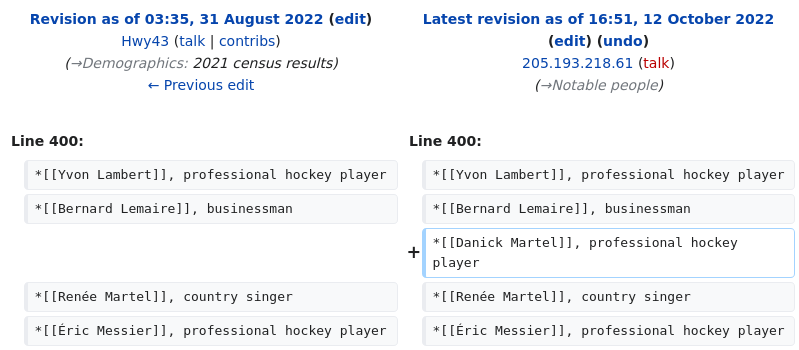 Revision as of 03:35, 31 August 2022 (edit)
Hwy43 (talk | contribs)
(→Demographics: 2021 census results)
← Previous edit
Latest revision as of 16:51, 12 October 2022
(edit) (undo)
205.193.218.61 (talk)
(→Notable people)
Line 400:
Line 400:
*[[Yvon Lambert]], professional hockey player
*[[Yvon Lambert]], professional hockey player
*[[Bernard Lemaire]], businessman
*[[Bernard Lemaire]], businessman
+ *[[Danick Martel]], professional hockey
player
*[[Renée Martel]], country singer
*[[Renée Martel]], country singer
*[[Éric Messier]], professional hockey player
*[[Éric Messier]], professional hockey player